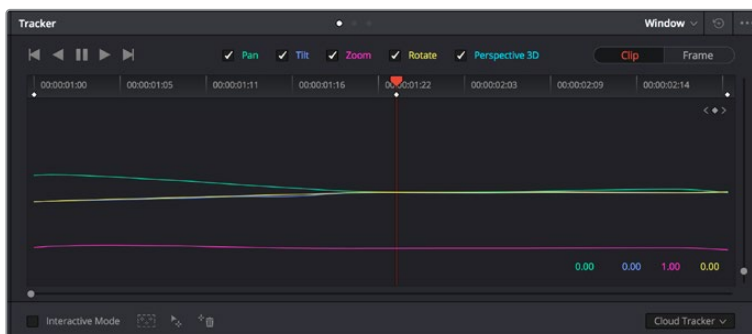 Tracker Window
Pan Tilt Zoom Rotate Perspective 3D Clip Frame
00:00:01:00 00:00:01:05 00:00:01:11 00:00:01:16 00:00:01:22 00:00:02:03 00:00:02:09 00:00:02:14
0.00 0.00 1.00 0.00
Interactive Mode Cloud Tracker